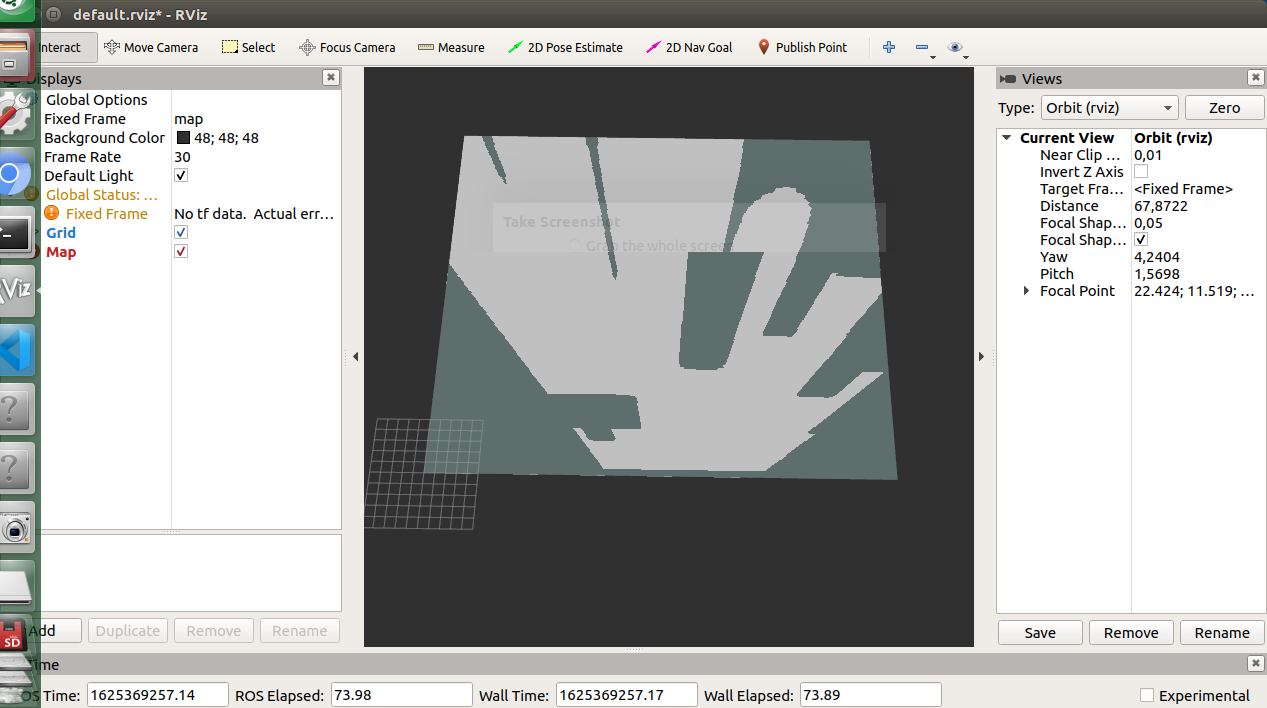 default.rviz* - RViz
Interact Move Camera Select Focus Camera Measure 2D Pose Estimate 2D Nav Goal Publish Point
Displays
Global Options
Fixed Frame map
Background Color 48; 48; 48
Frame Rate 30
Default Light
Global Status: ...
Fixed Frame No tf data. Actual err...
Grid
Map
Add Duplicate Remove Rename
Take Screenshot
Grab the whole screen
Views
Type: Orbit (rviz) Zero
Current View Orbit (rviz)
Near Clip ... 0,01
Invert Z Axis
Target Fra... <Fixed Frame>
Distance 67,8722
Focal Shap... 0,05
Focal Shap...
Yaw 4,2404
Pitch 1,5698
Focal Point 22.424; 11.519; ...
Save Remove Rename
RViz
SD
Time
ROS Time: 1625369257.14 ROS Elapsed: 73.98 Wall Time: 1625369257.17 Wall Elapsed: 73.89 Experimental